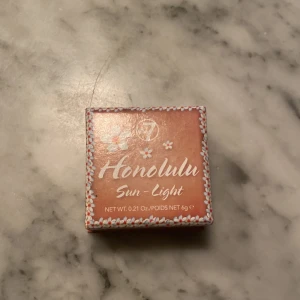 W7
Honolulu
Sun - Light
NET WT. 0.21 Oz./POIDS NET 6g ℮